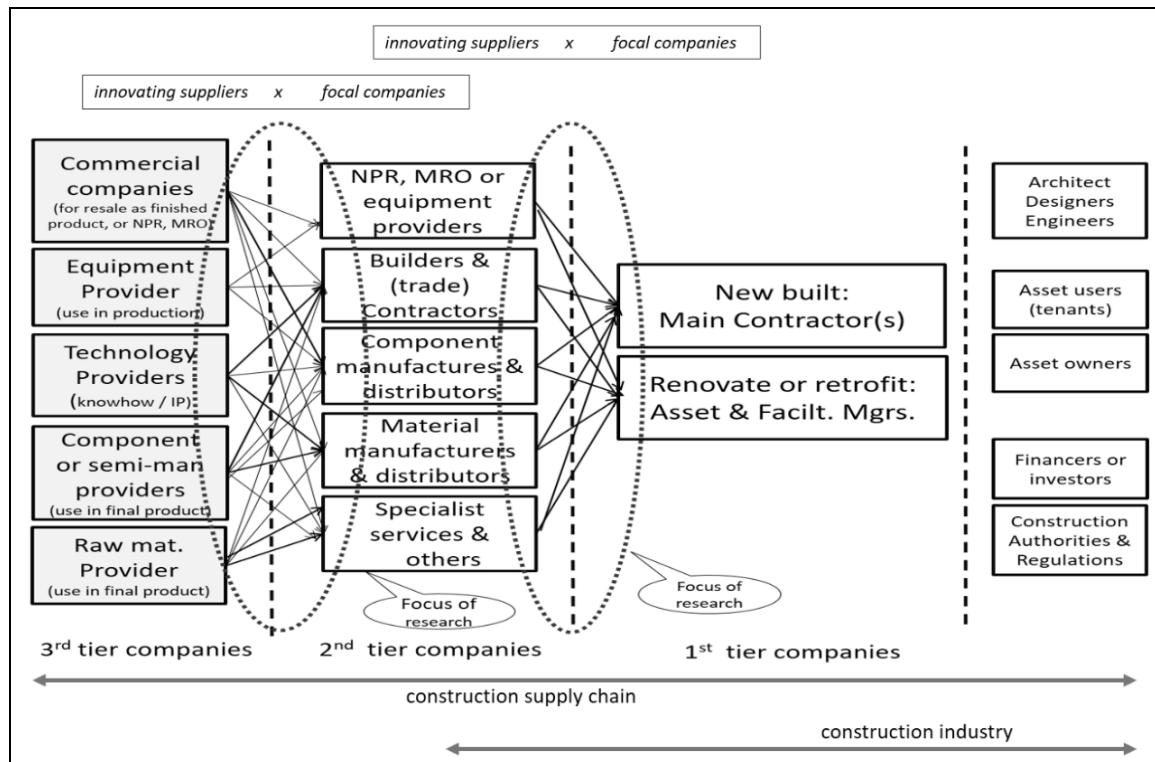 innovating suppliers x focal companies
innovating suppliers x focal companies
Commercial
companies
(for resale as finished
product, or NPR, MRO)
Equipment
Provider
(use in production)
Technology
Providers
(knowhow / IP)
Component
or semi-man
providers
(use in final product)
Raw mat.
Provider
(use in final product)
NPR, MRO or
equipment
providers
Builders &
(trade)
Contractors
Component
manufactures &
distributors
Material
manufacturers
& distributors
Specialist
services &
others
Focus of
research
New built:
Main Contractor(s)
Renovate or retrofit:
Asset & Facilt. Mgrs.
Focus of
research
Architect
Designers
Engineers
Asset users
(tenants)
Asset owners
Financers or
investors
Construction
Authorities &
Regulations
3rd tier companies
2nd tier companies
1st tier companies
construction supply chain
construction industry